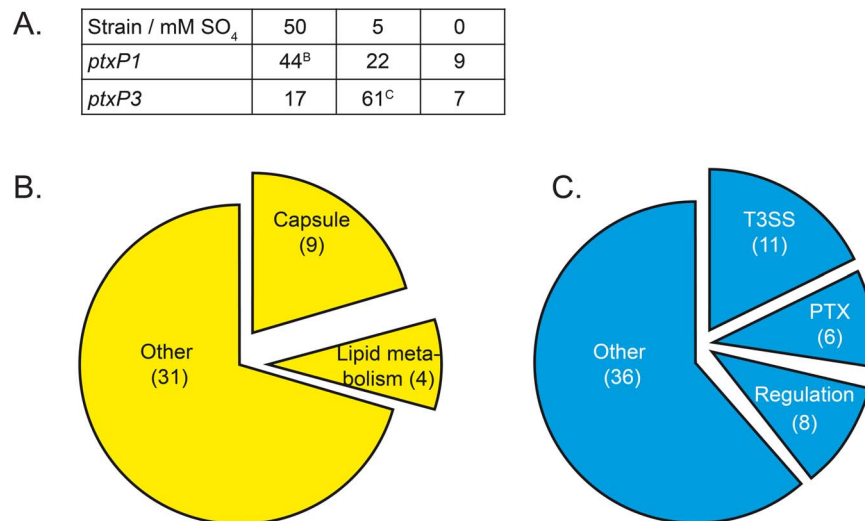 A.
Strain / mM SO₄ 50 5 0
ptxP1 44ᴮ 22 9
ptxP3 17 61ᶜ 7
B.
Capsule
(9)
Other
(31)
Lipid meta-
bolism (4)
C.
T3SS
(11)
PTX
(6)
Other
(36)
Regulation
(8)